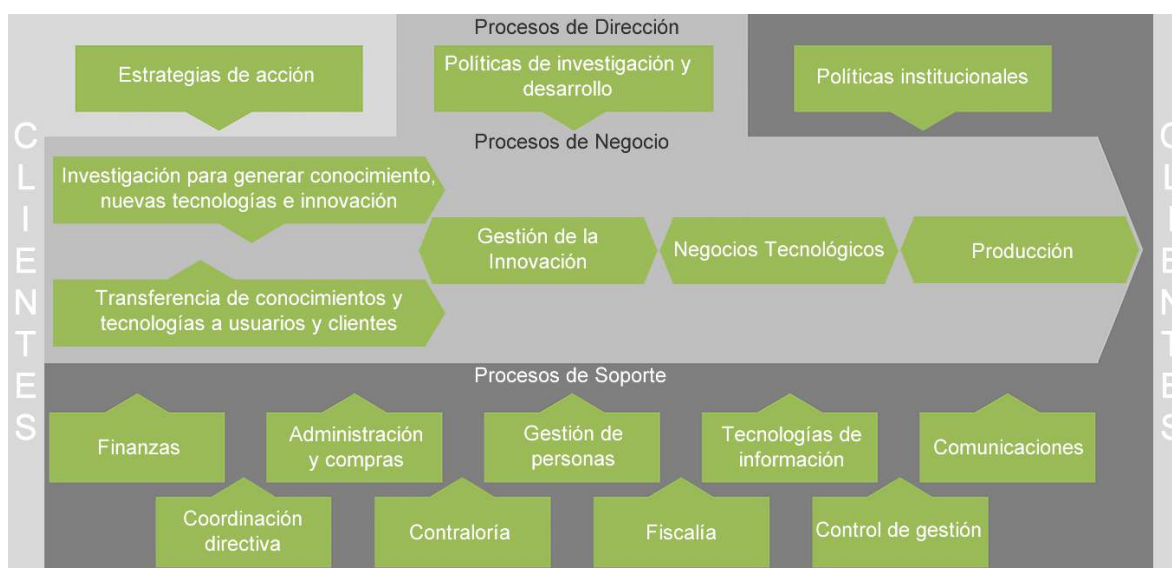 Procesos de Dirección
Estrategias de acción
Políticas de investigación y
desarrollo
Políticas institucionales
CLIENTES
Procesos de Negocio
Investigación para generar conocimiento,
nuevas tecnologías e innovación
Transferencia de conocimientos y
tecnologías a usuarios y clientes
Gestión de la
Innovación
Negocios Tecnológicos
Producción
CLIENTES
Procesos de Soporte
Finanzas
Administración
y compras
Gestión de
personas
Tecnologías de
información
Comunicaciones
Coordinación
directiva
Contraloría
Fiscalía
Control de gestión